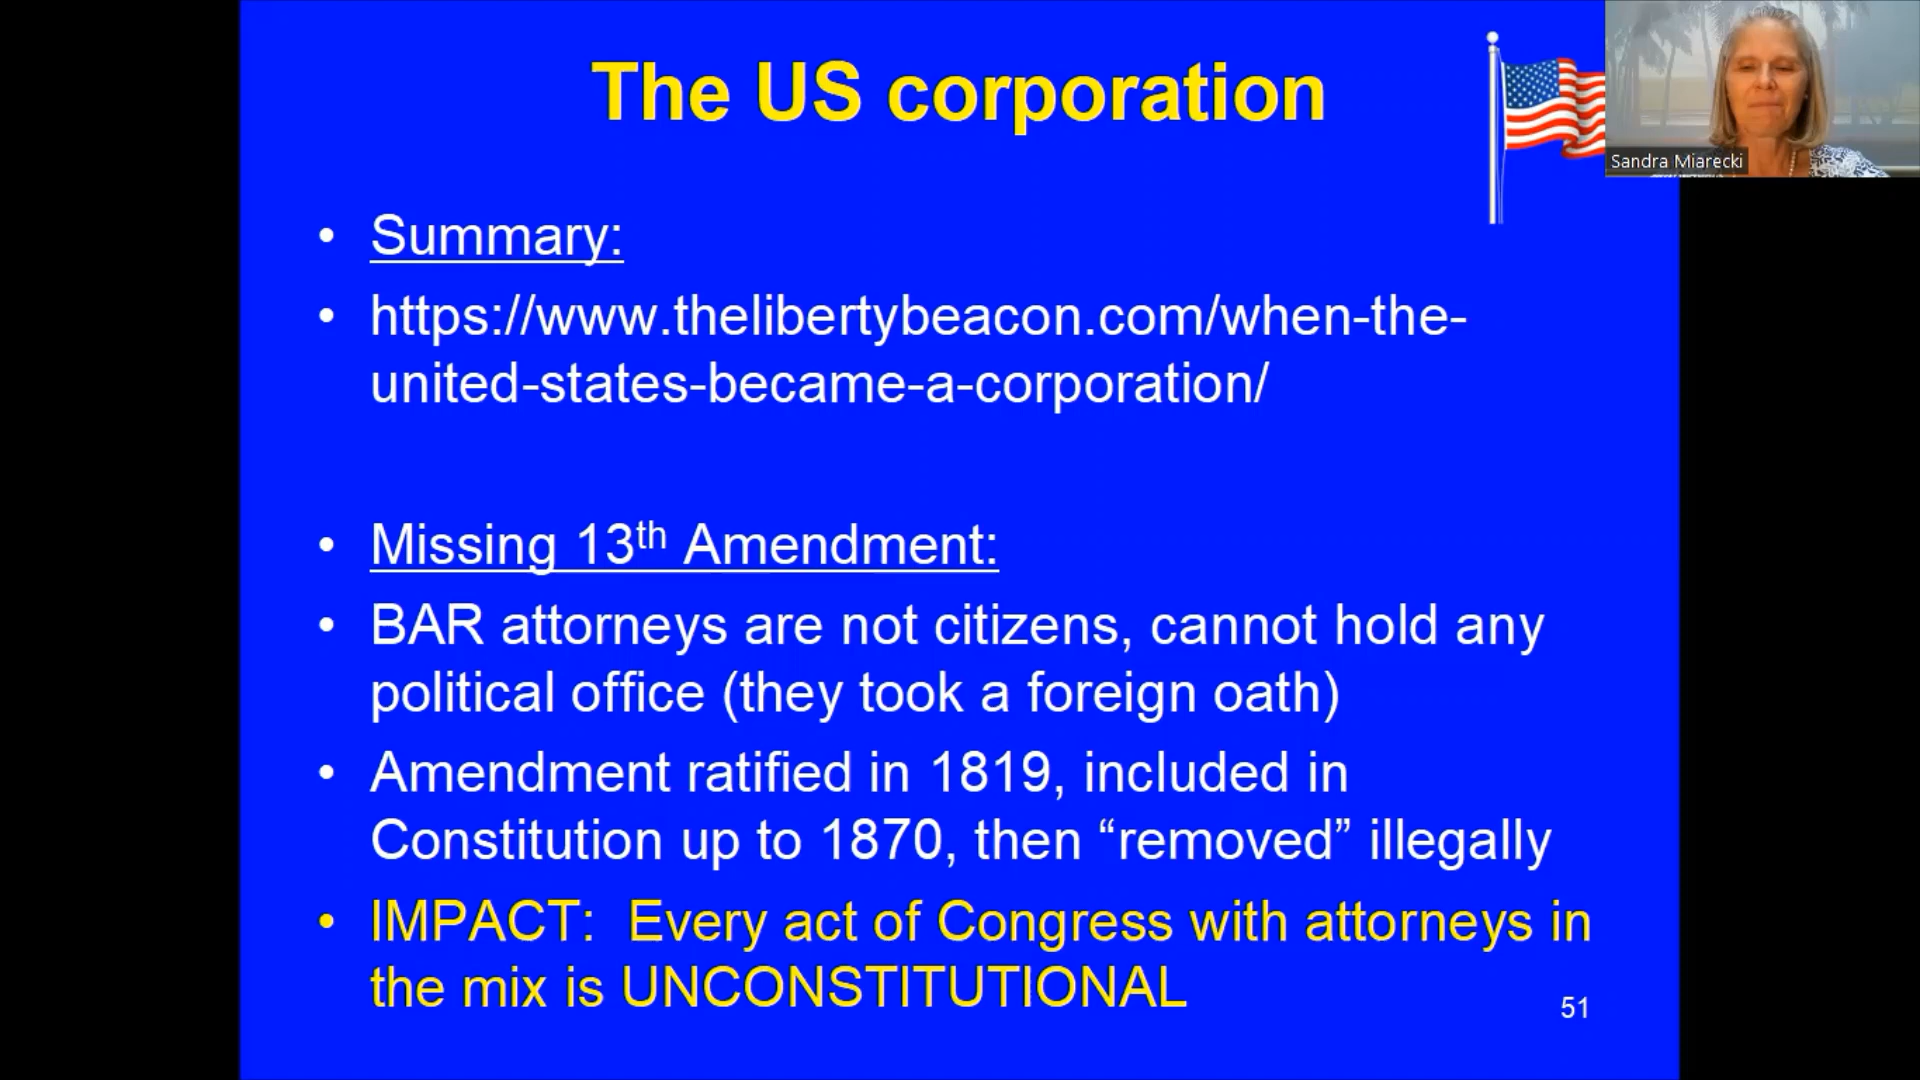 The US corporation
Sandra Miarecki
• Summary:
• https://www.thelibertybeacon.com/when-the-
united-states-became-a-corporation/
• Missing 13th Amendment:
• BAR attorneys are not citizens, cannot hold any
political office (they took a foreign oath)
• Amendment ratified in 1819, included in
Constitution up to 1870, then “removed” illegally
• IMPACT:  Every act of Congress with attorneys in
the mix is UNCONSTITUTIONAL
51